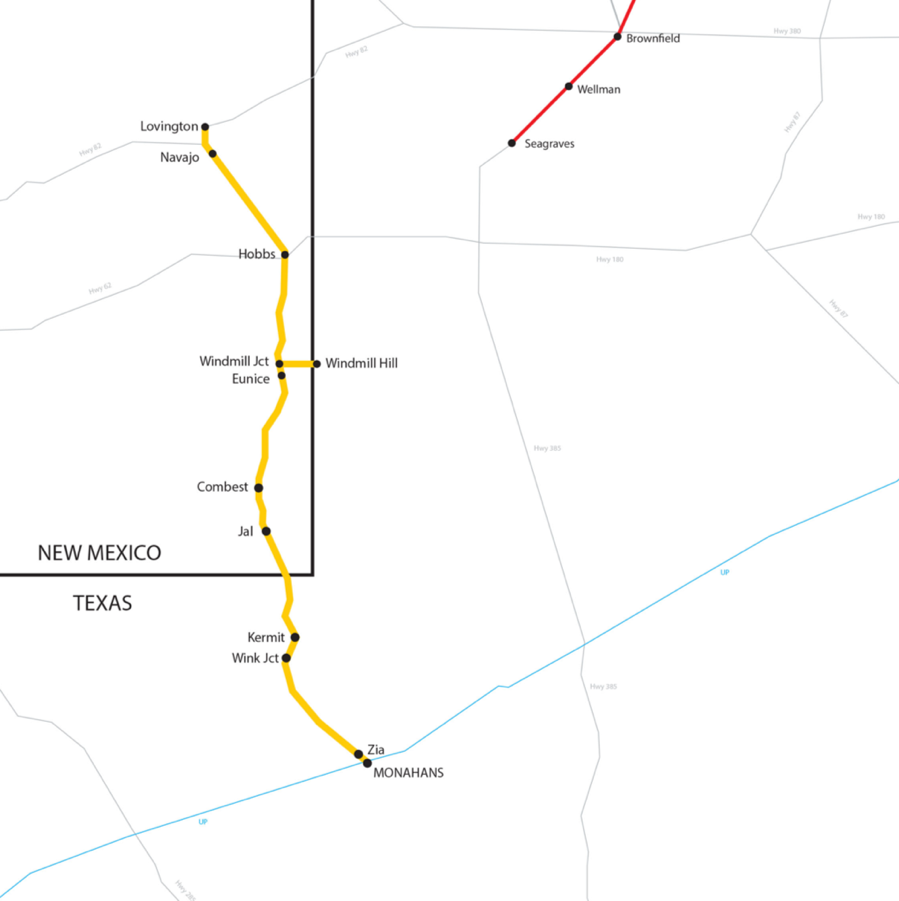 Hwy 380
Brownfield
Hwy 82
Wellman
Lovington
Hwy 87
Seagraves
Hwy 82
Navajo
Hwy 180
Hobbs
Hwy 180
Hwy 62
Hwy 87
Windmill Jct
Windmill Hill
Eunice
Hwy 385
Combest
Jal
NEW MEXICO
UP
TEXAS
Kermit
Wink Jct
Hwy 385
Zia
MONAHANS
UP